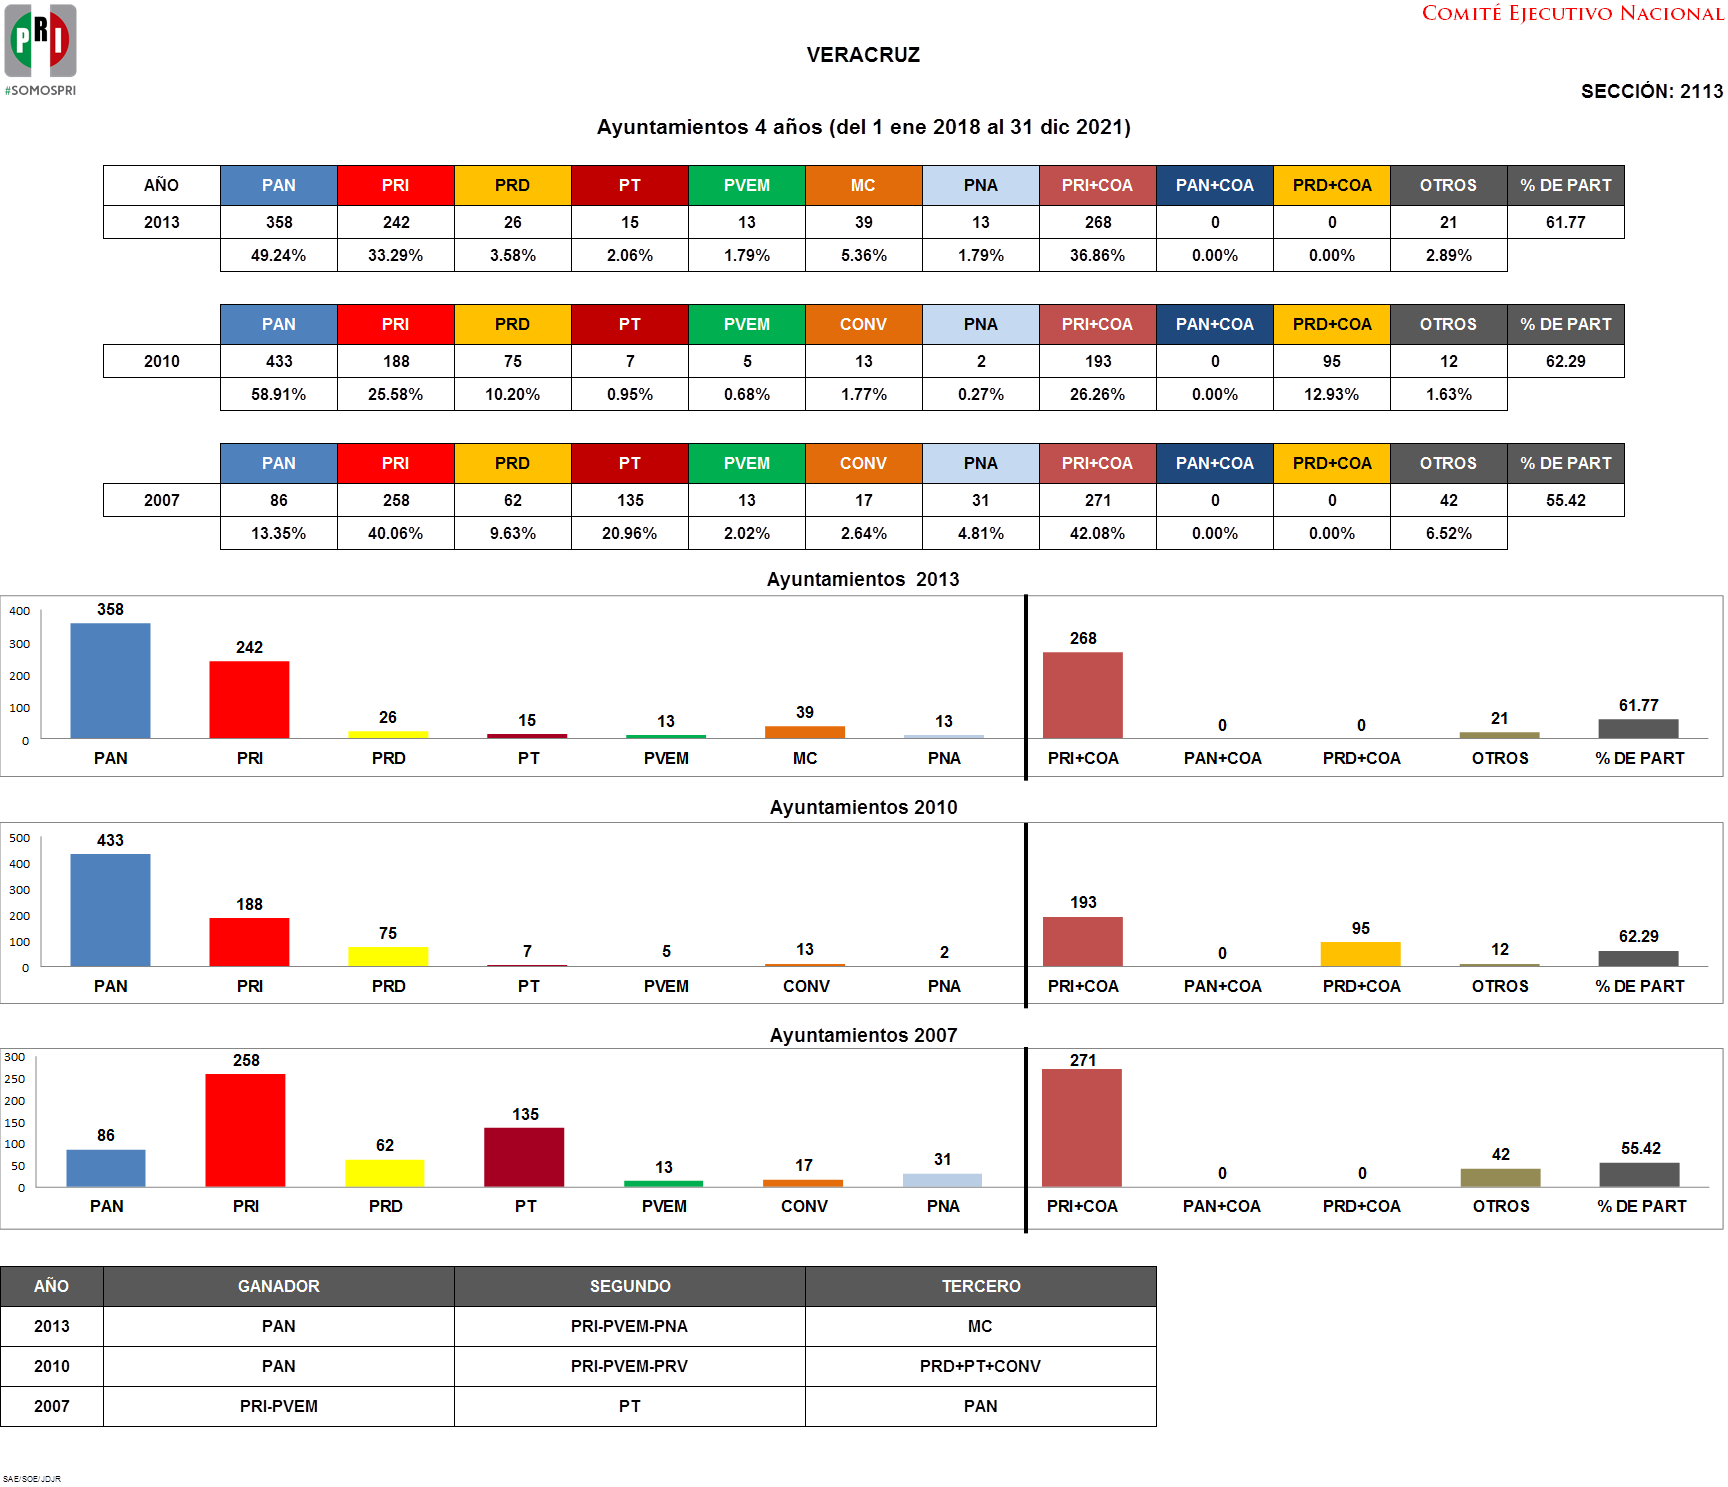 PRI
#SOMOSPRI
COMITÉ EJECUTIVO NACIONAL
VERACRUZ
SECCIÓN: 2113
Ayuntamientos 4 años (del 1 ene 2018 al 31 dic 2021)
AÑO PAN PRI PRD PT PVEM MC PNA PRI+COA PAN+COA PRD+COA OTROS % DE PART
2013 358 242 26 15 13 39 13 268 0 0 21 61.77
49.24% 33.29% 3.58% 2.06% 1.79% 5.36% 1.79% 36.86% 0.00% 0.00% 2.89%
PAN PRI PRD PT PVEM CONV PNA PRI+COA PAN+COA PRD+COA OTROS % DE PART
2010 433 188 75 7 5 13 2 193 0 95 12 62.29
58.91% 25.58% 10.20% 0.95% 0.68% 1.77% 0.27% 26.26% 0.00% 12.93% 1.63%
PAN PRI PRD PT PVEM CONV PNA PRI+COA PAN+COA PRD+COA OTROS % DE PART
2007 86 258 62 135 13 17 31 271 0 0 42 55.42
13.35% 40.06% 9.63% 20.96% 2.02% 2.64% 4.81% 42.08% 0.00% 0.00% 6.52%
Ayuntamientos 2013
400
300
200
100
0
358 242 26 15 13 39 13 268 0 0 21 61.77
PAN PRI PRD PT PVEM MC PNA PRI+COA PAN+COA PRD+COA OTROS % DE PART
Ayuntamientos 2010
500
400
300
200
100
0
433 188 75 7 5 13 2 193 0 95 12 62.29
PAN PRI PRD PT PVEM CONV PNA PRI+COA PAN+COA PRD+COA OTROS % DE PART
Ayuntamientos 2007
300
250
200
150
100
50
0
86 258 62 135 13 17 31 271 0 0 42 55.42
PAN PRI PRD PT PVEM CONV PNA PRI+COA PAN+COA PRD+COA OTROS % DE PART
AÑO GANADOR SEGUNDO TERCERO
2013 PAN PRI-PVEM-PNA MC
2010 PAN PRI-PVEM-PRV PRD+PT+CONV
2007 PRI-PVEM PT PAN
SAE/SOE/JDJR